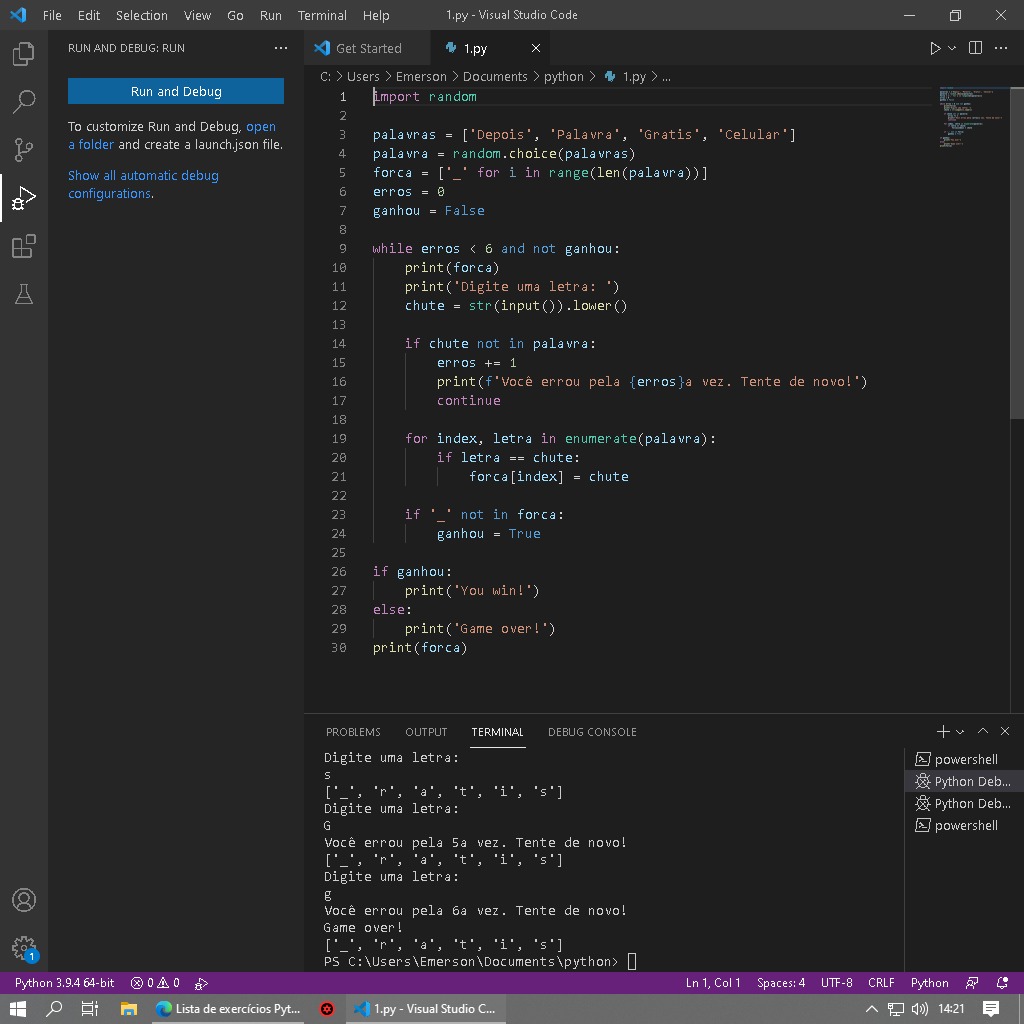 File Edit Selection View Go Run Terminal Help 1.py - Visual Studio Code
RUN AND DEBUG: RUN
Get Started 1.py
C: > Users > Emerson > Documents > python > 1.py > ...
Run and Debug
To customize Run and Debug, open
a folder and create a launch.json file.
Show all automatic debug
configurations.
1 import random
2
3 palavras = ['Depois', 'Palavra', 'Gratis', 'Celular']
4 palavra = random.choice(palavras)
5 forca = ['_' for i in range(len(palavra))]
6 erros = 0
7 ganhou = False
8
9 while erros < 6 and not ganhou:
10     print(forca)
11     print('Digite uma letra: ')
12     chute = str(input()).lower()
13
14     if chute not in palavra:
15         erros += 1
16         print(f'Você errou pela {erros}a vez. Tente de novo!')
17         continue
18
19     for index, letra in enumerate(palavra):
20         if letra == chute:
21             forca[index] = chute
22
23     if '_' not in forca:
24         ganhou = True
25
26 if ganhou:
27     print('You win!')
28 else:
29     print('Game over!')
30 print(forca)
PROBLEMS OUTPUT TERMINAL DEBUG CONSOLE
Digite uma letra:
s
['_', 'r', 'a', 't', 'i', 's']
Digite uma letra:
G
Você errou pela 5a vez. Tente de novo!
['_', 'r', 'a', 't', 'i', 's']
Digite uma letra:
g
Você errou pela 6a vez. Tente de novo!
Game over!
['_', 'r', 'a', 't', 'i', 's']
PS C:\Users\Emerson\Documents\python>
powershell
Python Deb...
Python Deb...
powershell
1
Python 3.9.4 64-bit 0 0 Ln 1, Col 1 Spaces: 4 UTF-8 CRLF Python
Lista de exercícios Pyt... 1.py - Visual Studio C... 14:21